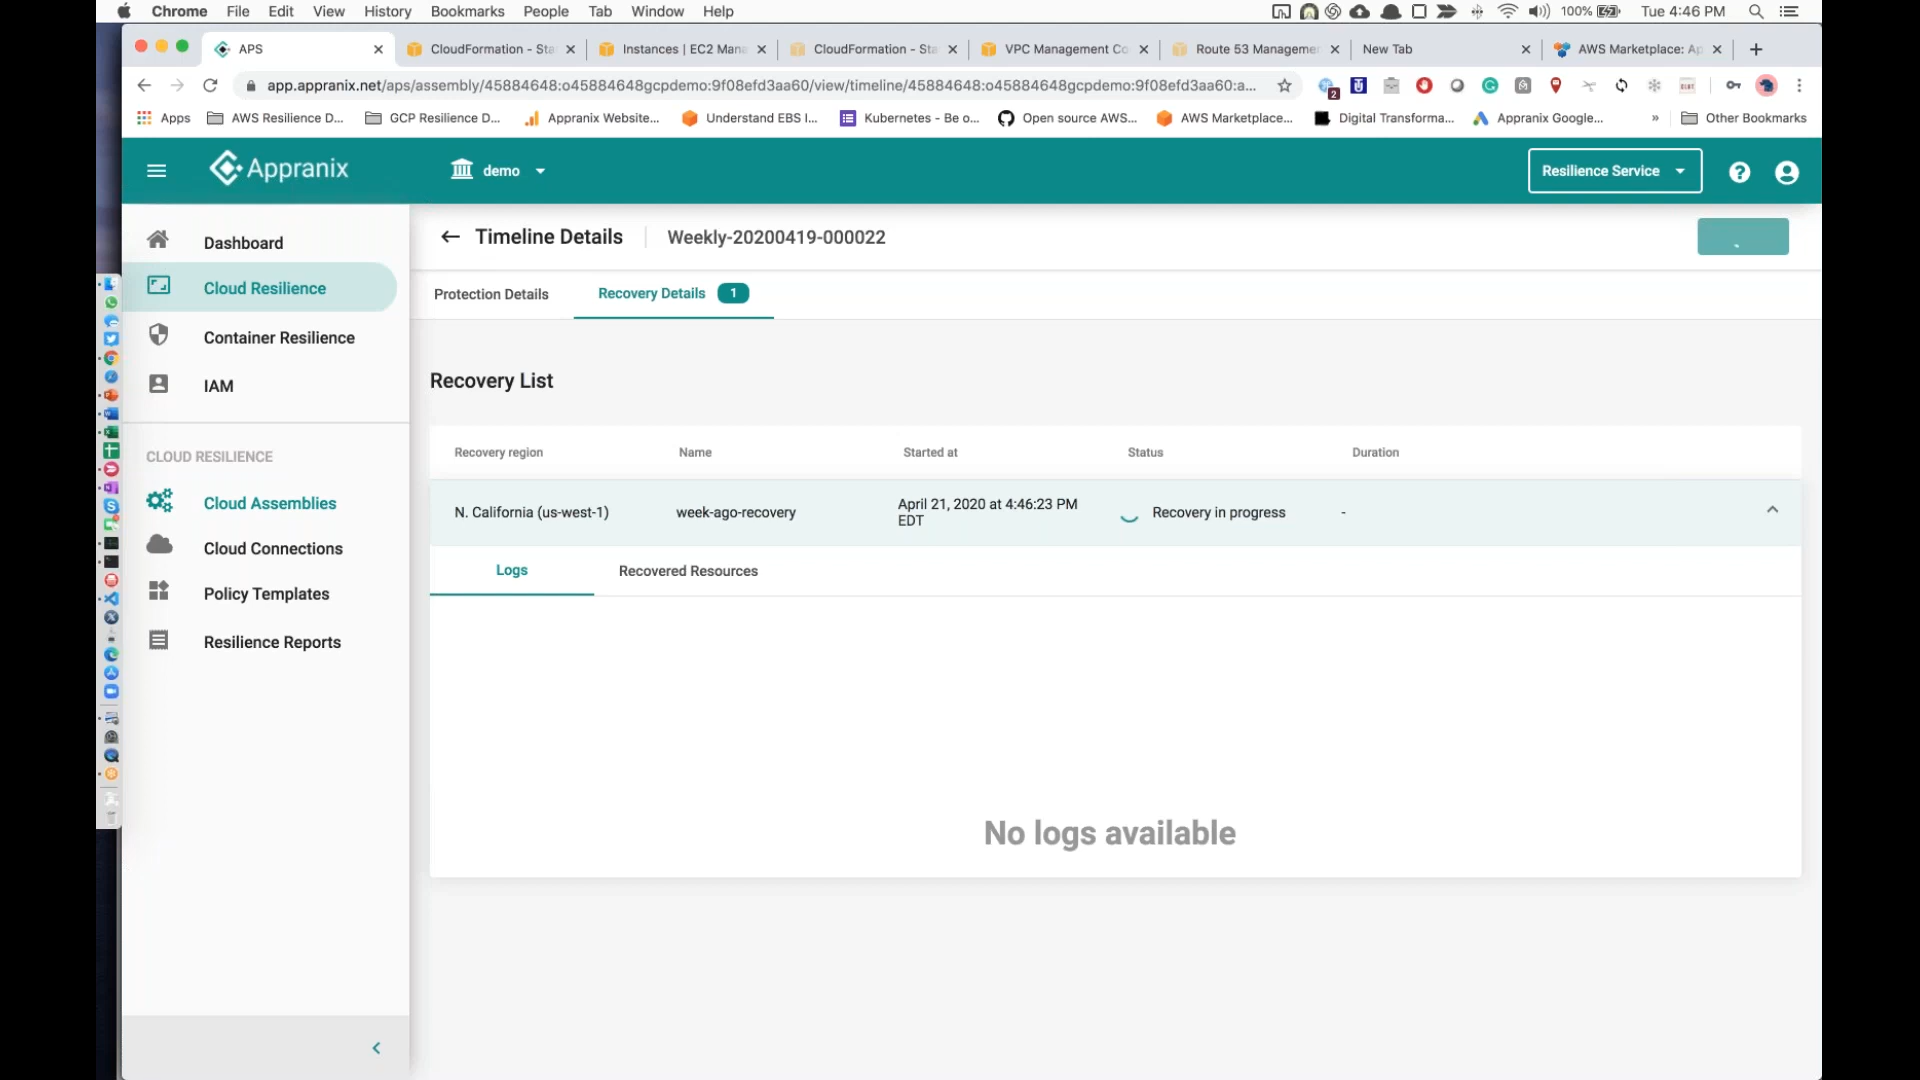 Chrome File Edit View History Bookmarks People Tab Window Help 100% Tue 4:46 PM
APS CloudFormation - Sta Instances | EC2 Mana CloudFormation - Sta VPC Management Co Route 53 Managemen New Tab AWS Marketplace: Ap
app.appranix.net/aps/assembly/45884648:o45884648gcpdemo:9f08efd3aa60/view/timeline/45884648:o45884648gcpdemo:9f08efd3aa60:a... 2
Apps AWS Resilience D... GCP Resilience D... Appranix Website... Understand EBS I... Kubernetes - Be o... Open source AWS... AWS Marketplace... Digital Transforma... Appranix Google... » Other Bookmarks
Appranix demo Resilience Service ?
Dashboard
Cloud Resilience
Container Resilience
IAM
CLOUD RESILIENCE
Cloud Assemblies
Cloud Connections
Policy Templates
Resilience Reports
Timeline Details Weekly-20200419-000022
Protection Details Recovery Details 1
Recovery List
Recovery region Name Started at Status Duration
N. California (us-west-1) week-ago-recovery April 21, 2020 at 4:46:23 PM Recovery in progress -
EDT
Logs Recovered Resources
No logs available